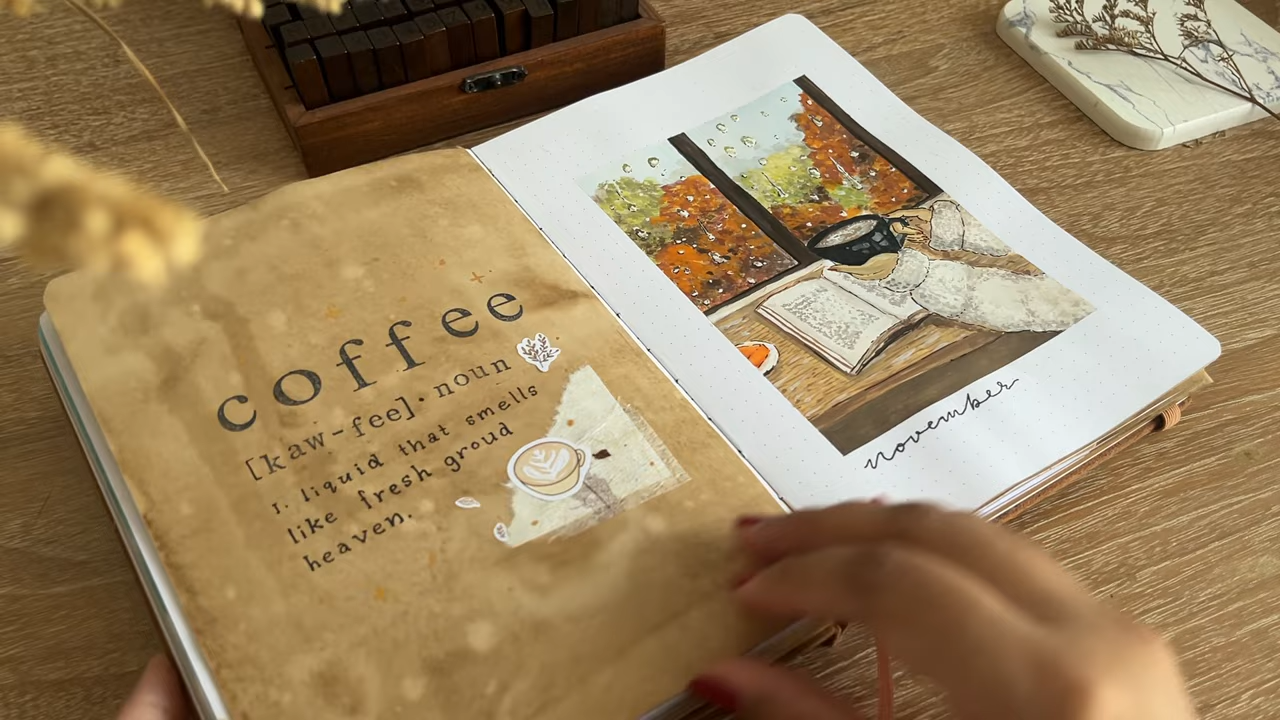 coffee
[kaw-fee]• noun
1. liquid that smells
like fresh groud
heaven.
november